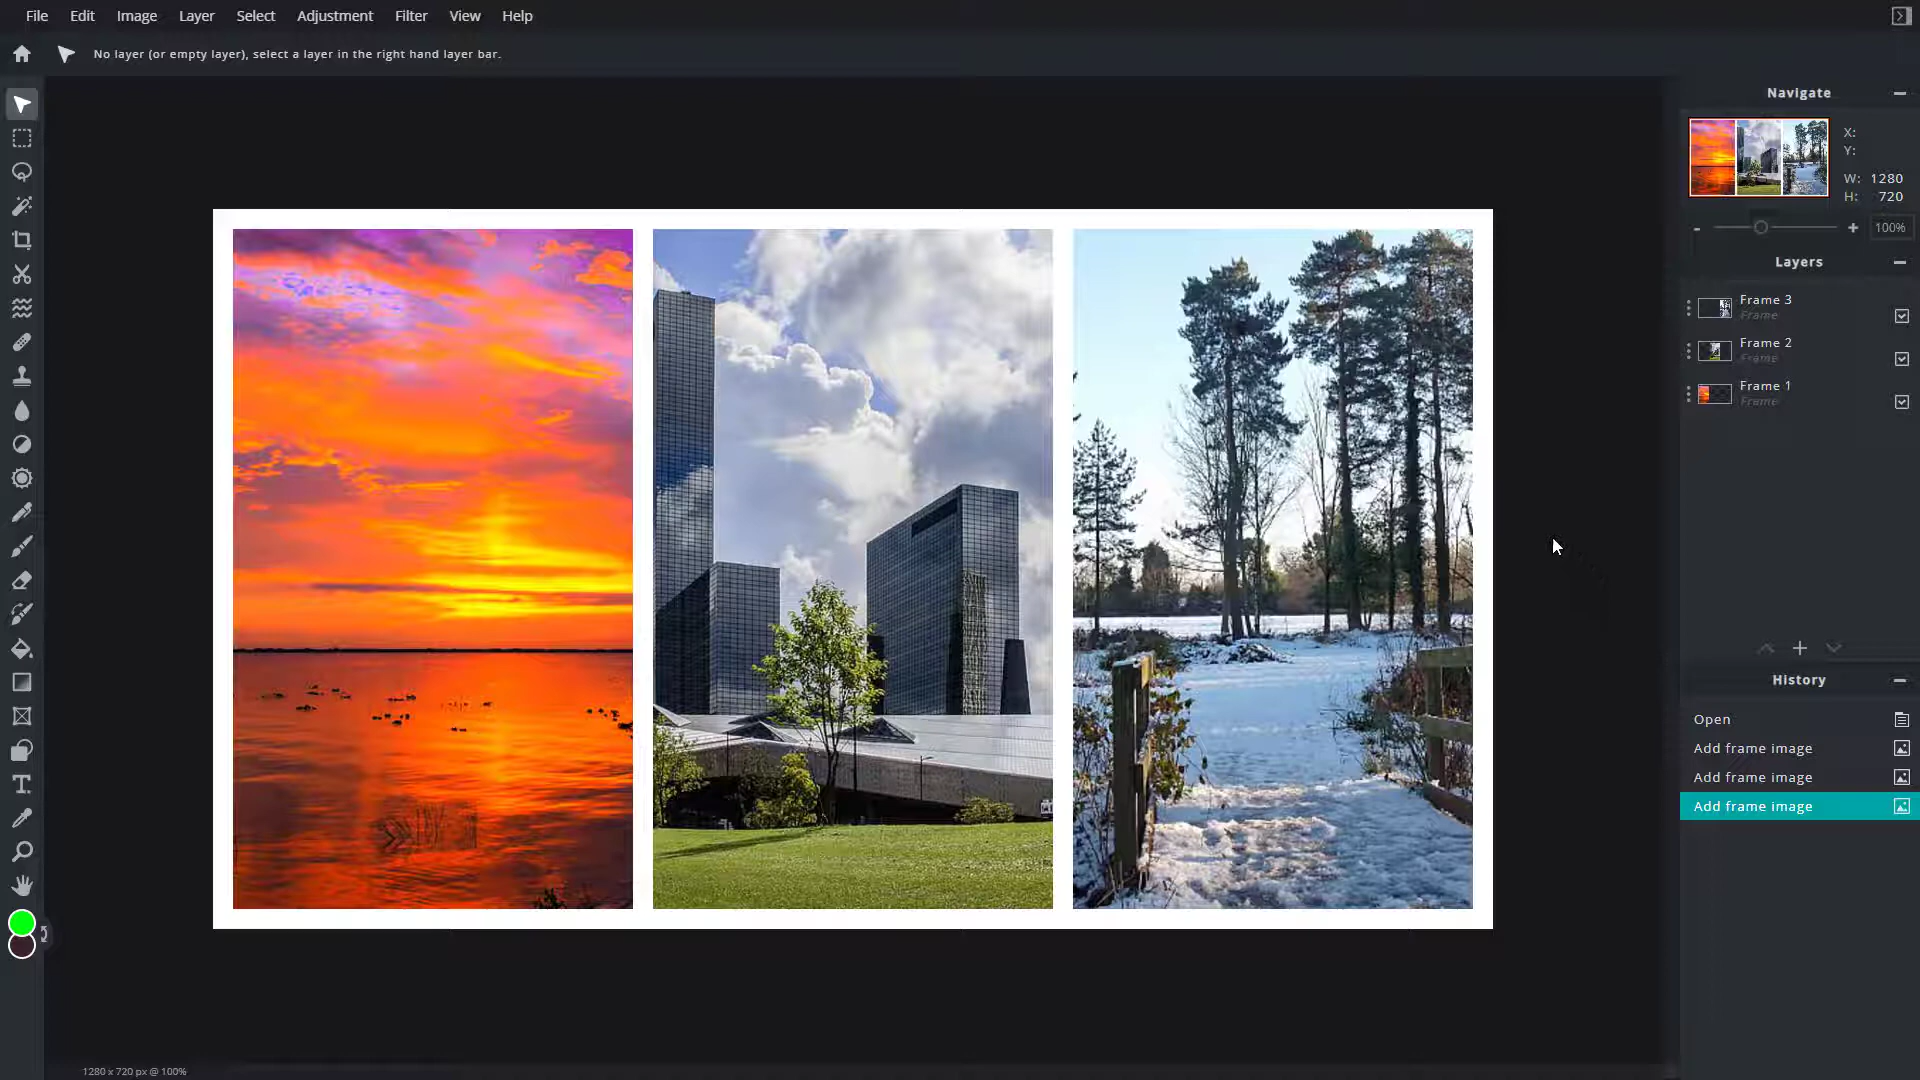 File Edit Image Layer Select Adjustment Filter View Help
No layer (or empty layer), select a layer in the right hand layer bar.
Navigate
X:
Y:
W: 1280
H: 720
- + 100%
Layers
Frame 3
Frame
Frame 2
Frame
Frame 1
Frame
History
Open
Add frame image
Add frame image
Add frame image
T
1280 x 720 px @ 100%